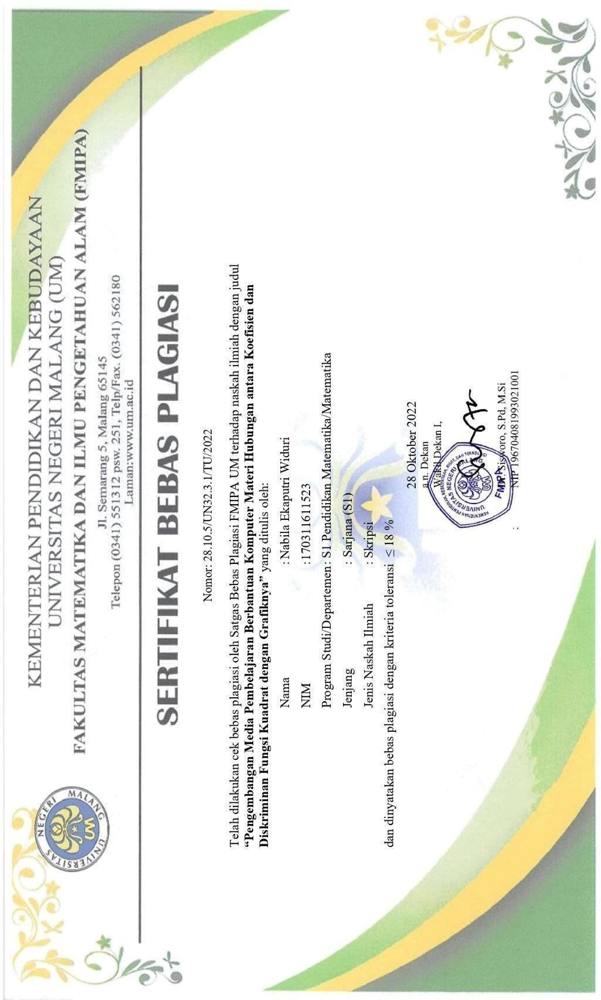 KEMENTERIAN PENDIDIKAN DAN KEBUDAYAAN
UNIVERSITAS NEGERI MALANG (UM)
FAKULTAS MATEMATIKA DAN ILMU PENGETAHUAN ALAM (FMIPA)
Jl. Semarang 5, Malang 65145
Telepon (0341) 551312 psw. 251, Telp/Fax. (0341) 562180
Laman:www.um.ac.id
UNIVERSITAS NEGERI MALANG
UM
SERTIFIKAT BEBAS PLAGIASI
Nomor: 28.10.5/UN32.3.1/TU/2022
Telah dilakukan cek bebas plagiasi oleh Satgas Bebas Plagiasi FMIPA UM terhadap naskah ilmiah dengan judul
“Pengembangan Media Pembelajaran Berbantuan Komputer Materi Hubungan antara Koefisien dan
Diskriminan Fungsi Kuadrat dengan Grafiknya” yang ditulis oleh:
Nama : Nabila Ekaputri Widuri
NIM :170311611523
Program Studi/Departemen : S1 Pendidikan Matematika/Matematika
Jenjang : Sarjana (S1)
Jenis Naskah Ilmiah : Skripsi
dan dinyatakan bebas plagiasi dengan kriteria toleransi ≤ 18 %
28 Oktober 2022
a.n. Dekan
Wakil Dekan I,
KEMENTERIAN PENDIDIKAN, KEBUDAYAAN, RISET, DAN TEKNOLOGI
UNIVERSITAS NEGERI MALANG
UM
FMIPA
Sisworo, S.Pd, M.Si
: NIP 196704081993021001